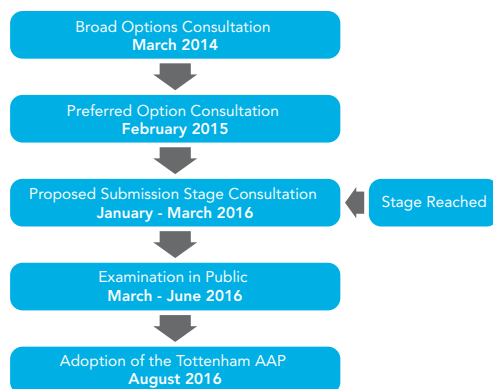 Broad Options Consultation
March 2014
Preferred Option Consultation
February 2015
Proposed Submission Stage Consultation
January - March 2016
Stage Reached
Examination in Public
March - June 2016
Adoption of the Tottenham AAP
August 2016